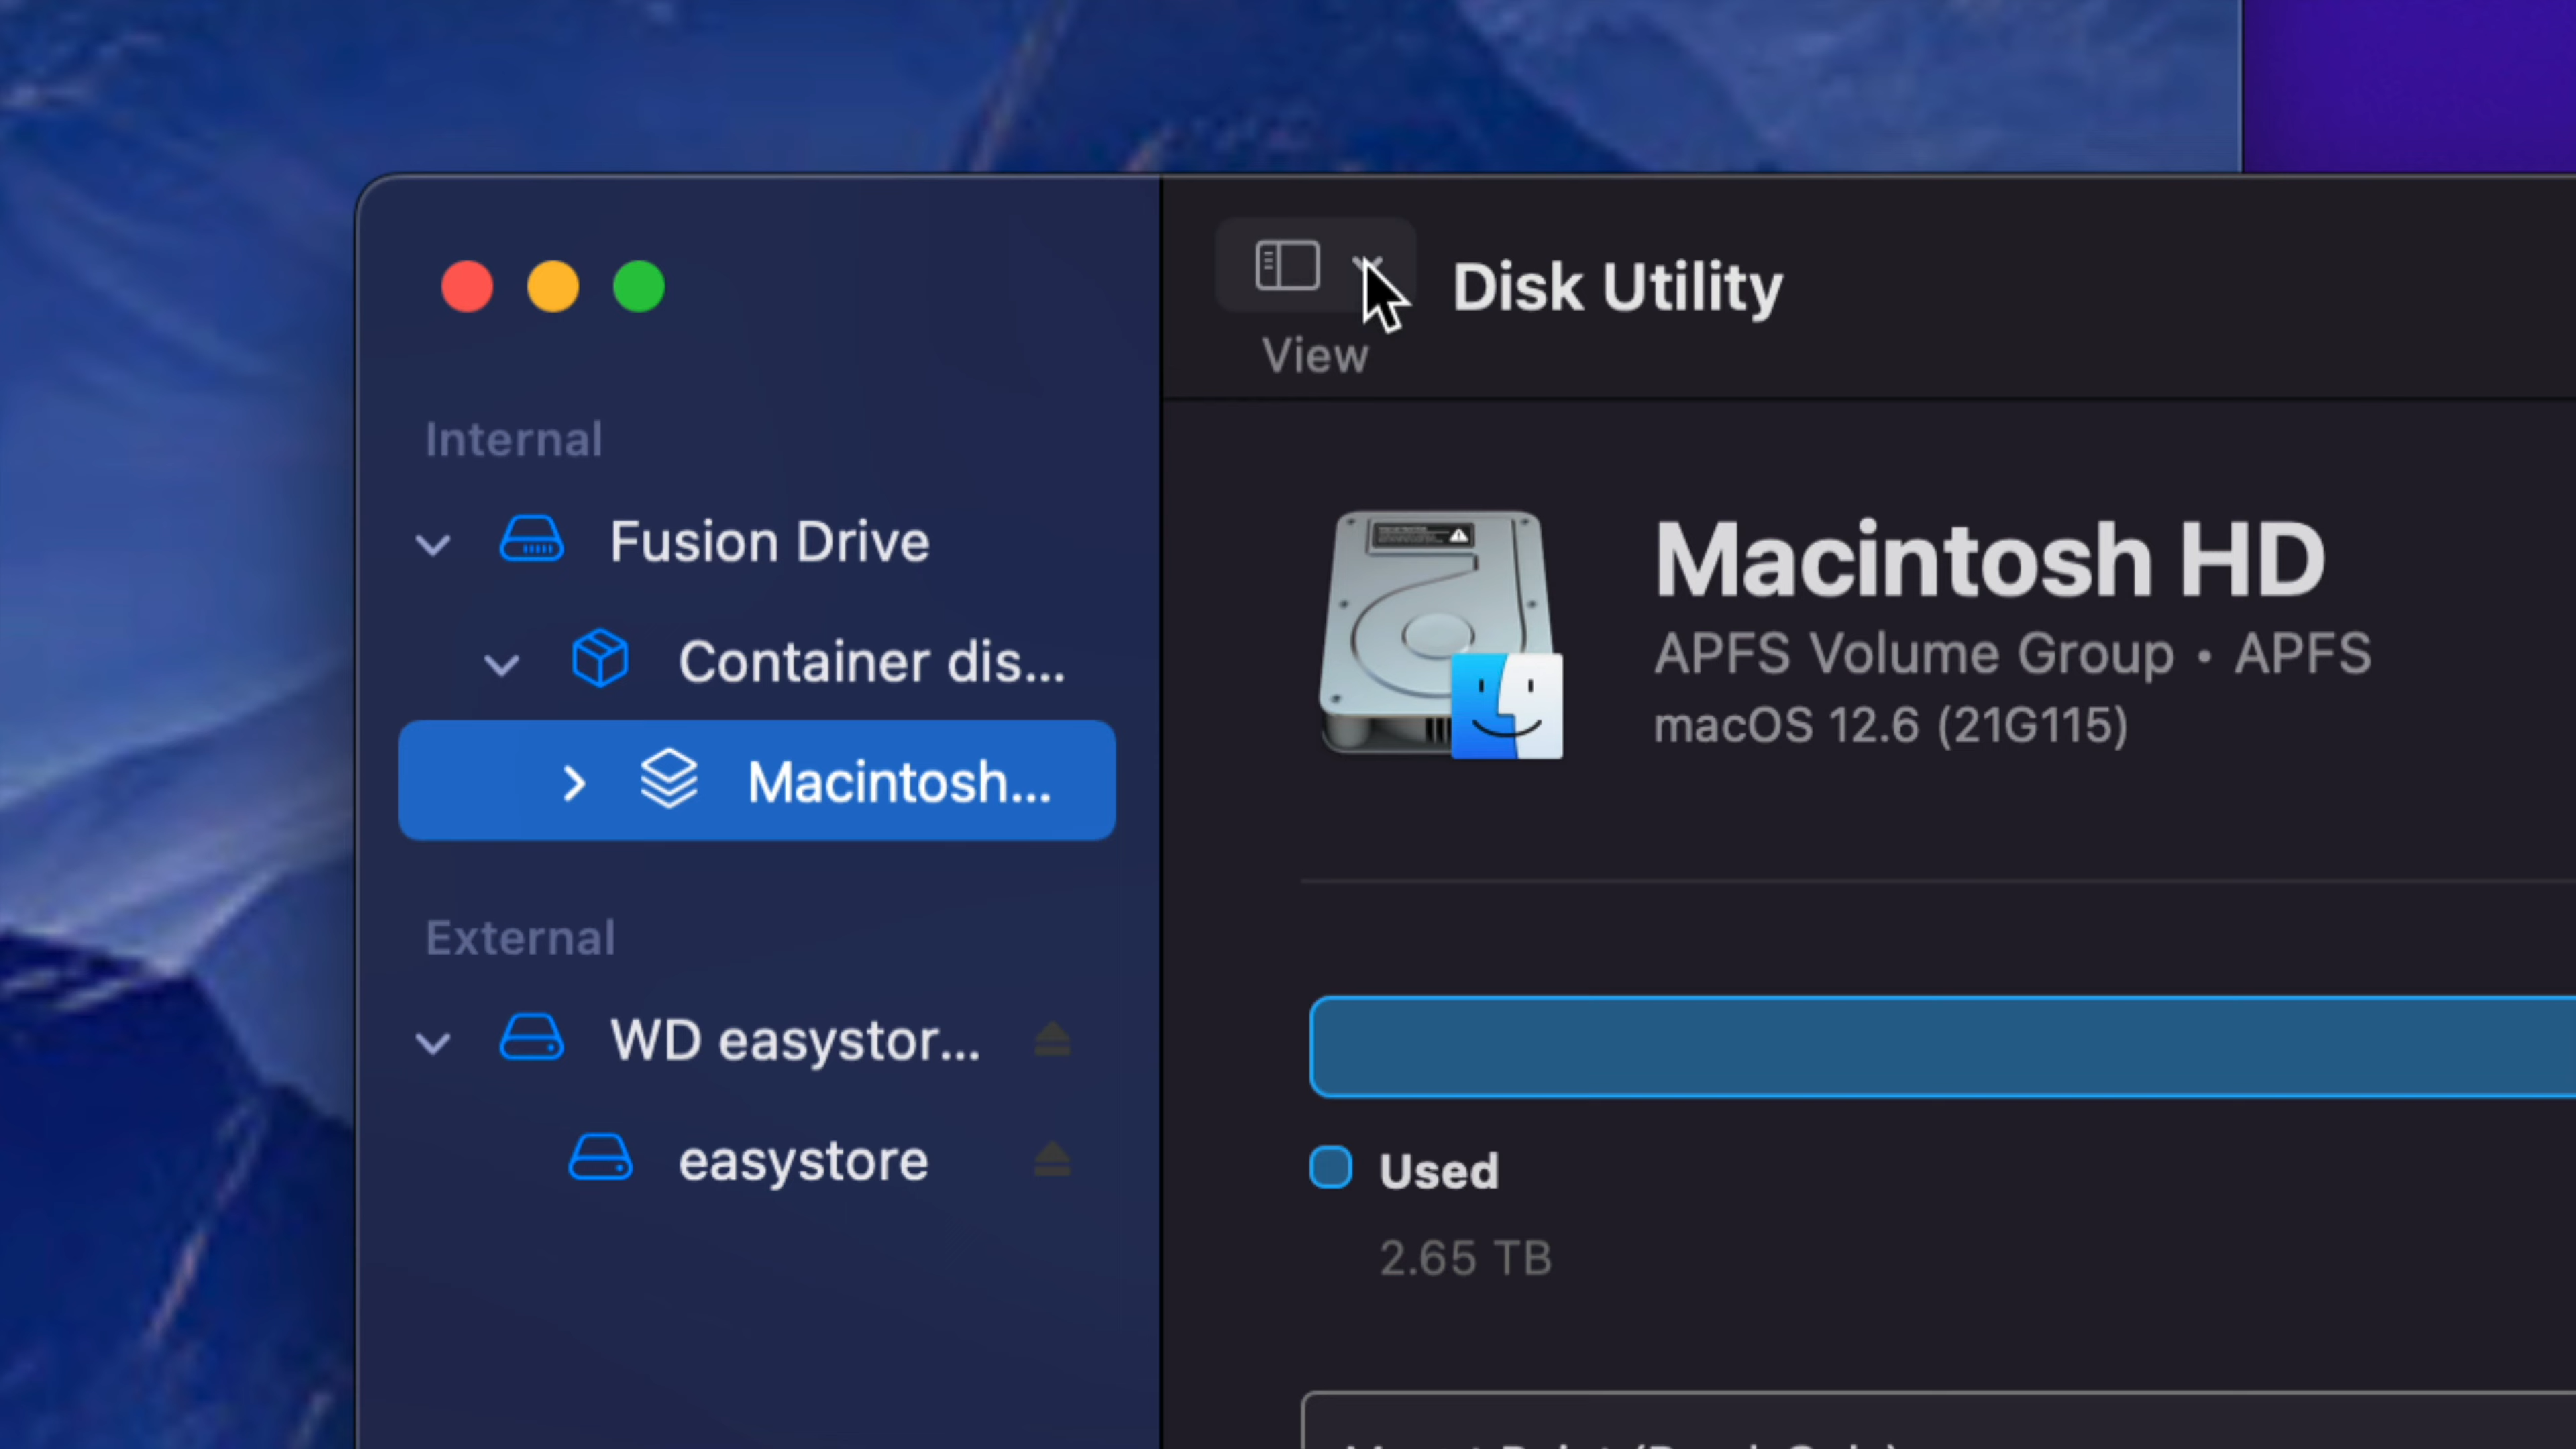 Disk Utility
View
Internal
Fusion Drive
Container dis...
Macintosh...
External
WD easystor...
easystore
Macintosh HD
APFS Volume Group • APFS
macOS 12.6 (21G115)
Used
2.65 TB